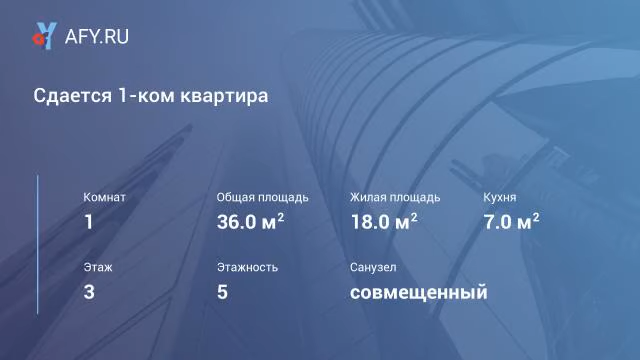 AFY.RU
Сдается 1-ком квартира
Комнат Общая площадь Жилая площадь Кухня
1 36.0 м² 18.0 м² 7.0 м²
Этаж Этажность Санузел
3 5 совмещенный